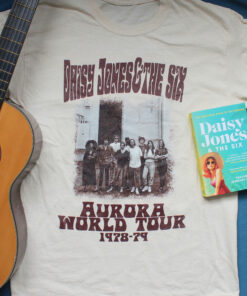 DAISY JONES & THE SIX
AURORA
WORLD TOUR
1978-79
Daisy
Jones
& THE SIX